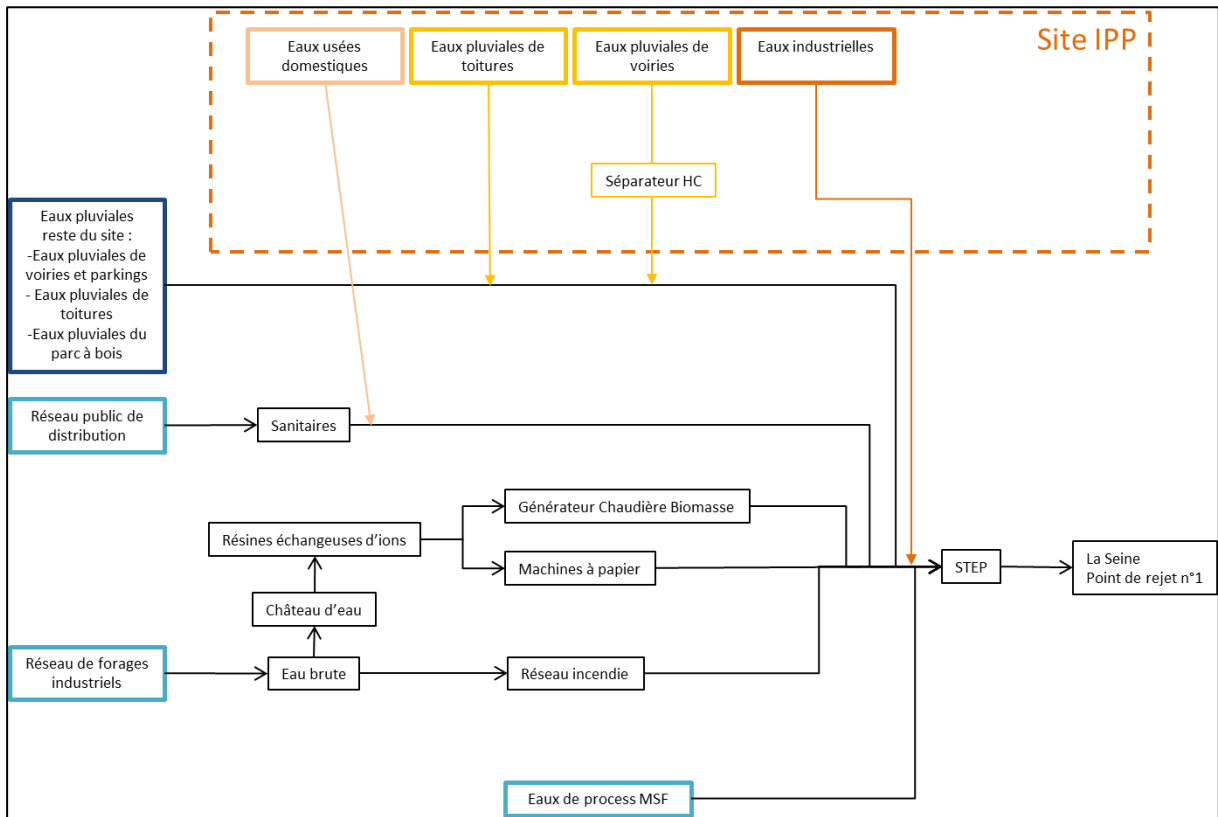 Site IPP
Eaux usées
domestiques
Eaux pluviales de
toitures
Eaux pluviales de
voiries
Eaux industrielles
Séparateur HC
Eaux pluviales
reste du site :
-Eaux pluviales de
voiries et parkings
- Eaux pluviales de
toitures
-Eaux pluviales du
parc à bois
Réseau public de
distribution
Sanitaires
Générateur Chaudière Biomasse
Résines échangeuses d’ions
Machines à papier
STEP
La Seine
Point de rejet n°1
Château d’eau
Réseau de forages
industriels
Eau brute
Réseau incendie
Eaux de process MSF